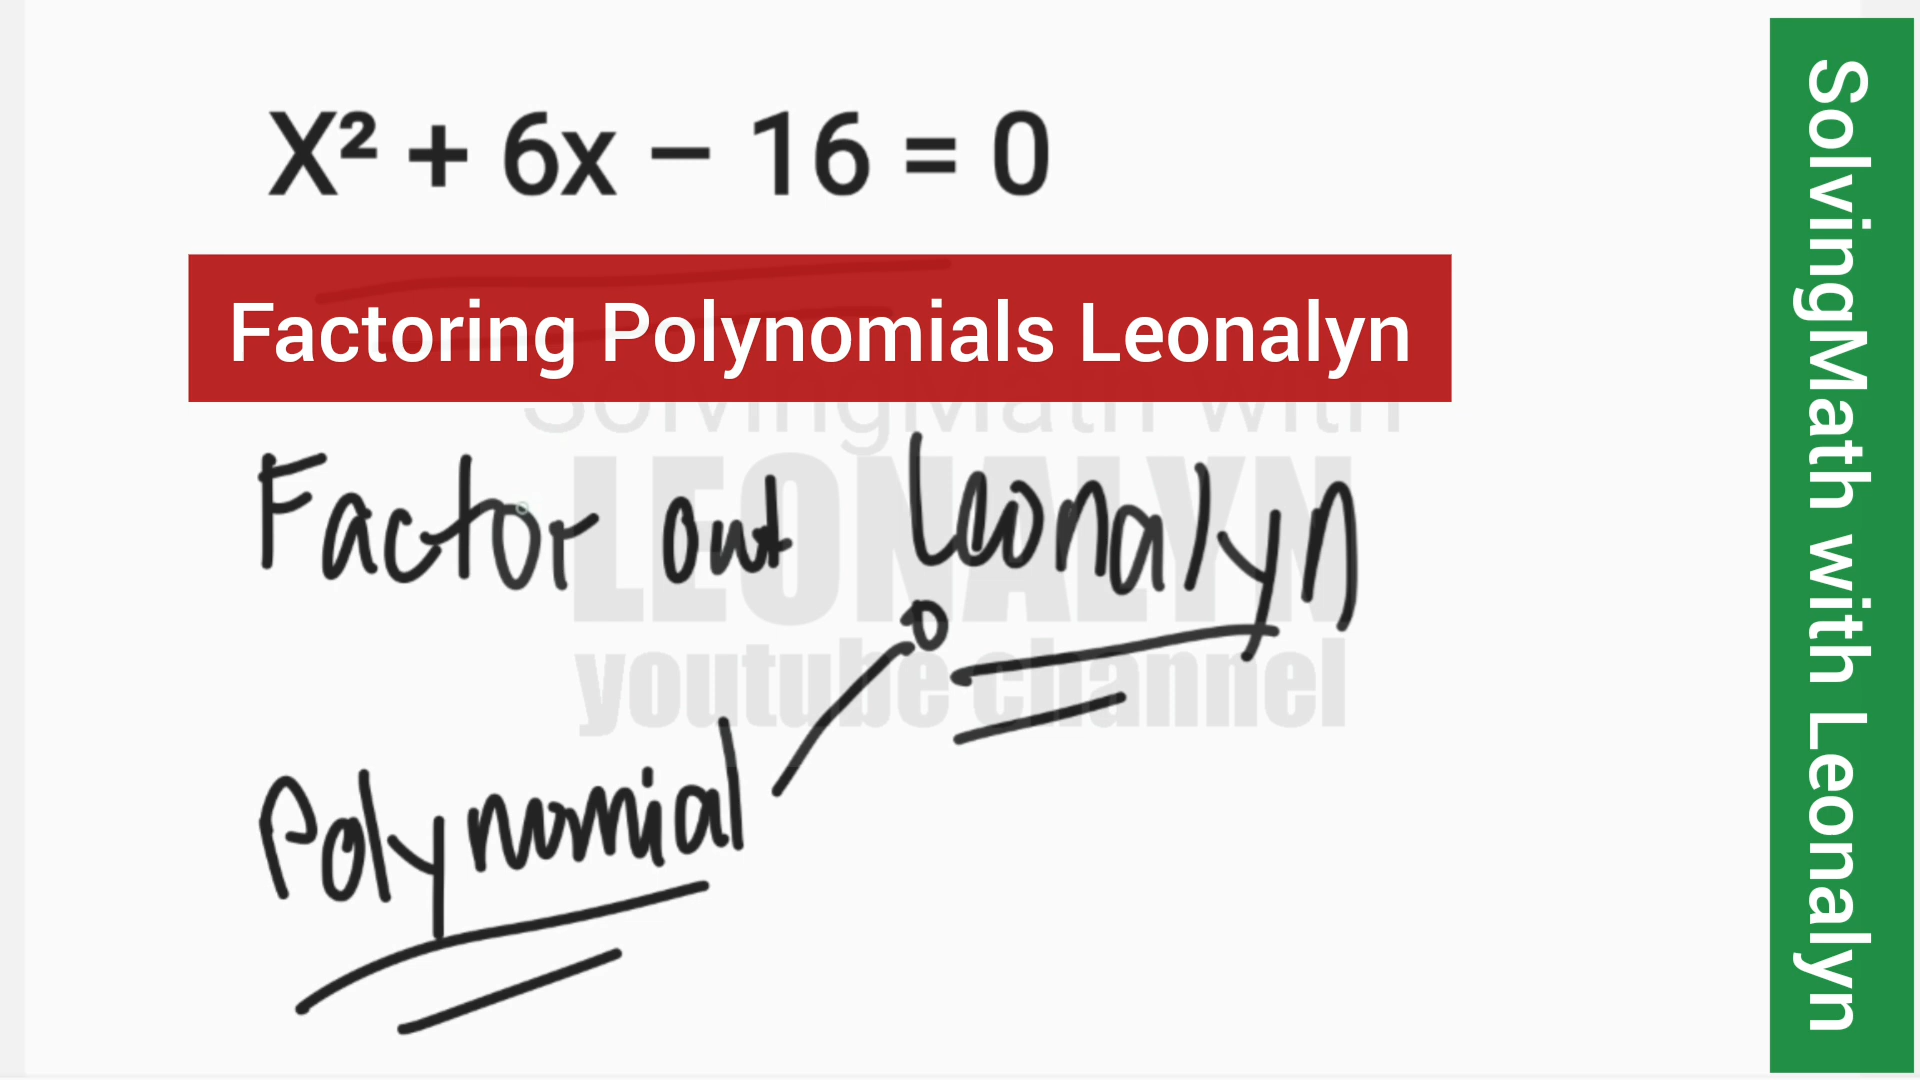 X² + 6x – 16 = 0
Factoring Polynomials Leonalyn
SolvingMath with
LEONALYN
youtube channel
Factor out Leonalyn
Polynomial
SolvingMath with Leonalyn